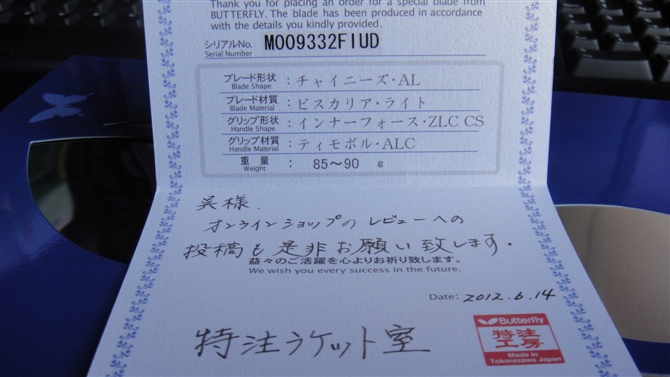 Thank you for placing an order for a special blade from
BUTTERFLY. The blade has been produced in accordance
with the details you kindly provided.
シリアルNo. M009332FIUD
Serial Number
ブレード形状 : チャイニーズ・AL
Blade Shape
ブレード材質 : ビスカリア・ライト
Blade Material
グリップ形状 : インナーフォース・ZLC CS
Handle Shape
グリップ材質 : ティモボル・ALC
Handle Material
重量 : 85～90 g
Weight
呉様.
オンラインショップのレビューへの
投稿も是非お願い致します.
益々のご活躍を心よりお祈り致します。
We wish you every success in the future.
Date: 2012.6.14
特注ラケット室
Butterfly
特注
工房
Made in
Tokorozawa Japan